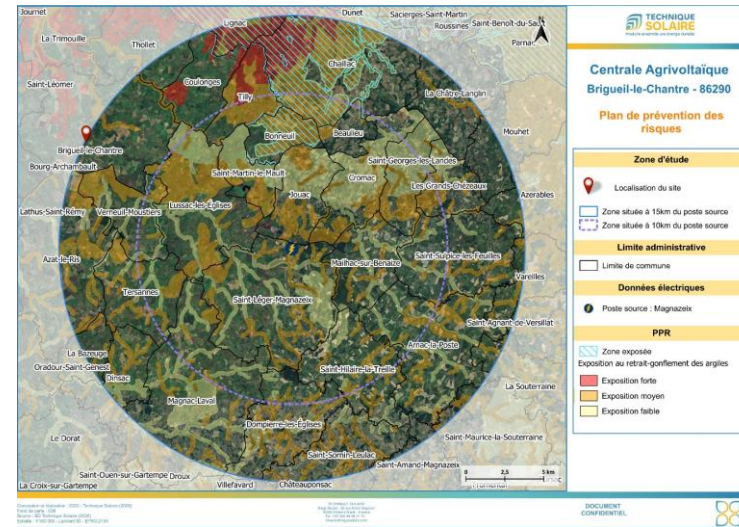 Journet
Lignac
Dunet
Sacierges-Saint-Martin
Roussines
Saint-Benoît-du-Sault
La Trimouille
Thollet
Parnac
Chaillac
Coulonges
Saint-Léomer
Tilly
La Châtre-Langlin
Brigueil-le-Chantre
Bonneuil
Beaulieu
Mouhet
Bourg-Archambault
Saint-Martin-le-Mault
Saint-Georges-les-Landes
Cromac
Jouac
Les Grands-Chézeaux
Azerables
Lathus-Saint-Rémy
Verneuil-Moustiers
Lussac-les-Églises
Azat-le-Ris
Mailhac-sur-Benaize
Saint-Sulpice-les-Feuilles
Vareilles
Tersannes
Saint-Léger-Magnazeix
Saint-Agnant-de-Versillat
Arnac-la-Poste
La Bazeuge
Oradour-Saint-Genest
Dinsac
Saint-Hilaire-la-Treille
La Souterraine
Magnac-Laval
Dompierre-les-Églises
Le Dorat
Saint-Maurice-la-Souterraine
Saint-Sornin-Leulac
Saint-Ouen-sur-Gartempe
Droux
Saint-Amand-Magnazeix
La Croix-sur-Gartempe
Villefavard
Châteauponsac
Fromental
0 2,5 5 km
TECHNIQUE
SOLAIRE
Centrale Agrivoltaïque
Brigueil-le-Chantre - 86290
Plan de prévention des
risques
Zone d'étude
Localisation du site
Zone située à 15km du poste source
Zone située à 10km du poste source
Limite administrative
Limite de commune
Données électriques
Poste source : Magnazeix
PPR
Zone exposée
Exposition au retrait-gonflement des argiles
Exposition forte
Exposition moyen
Exposition faible
DOCUMENT
CONFIDENTIEL